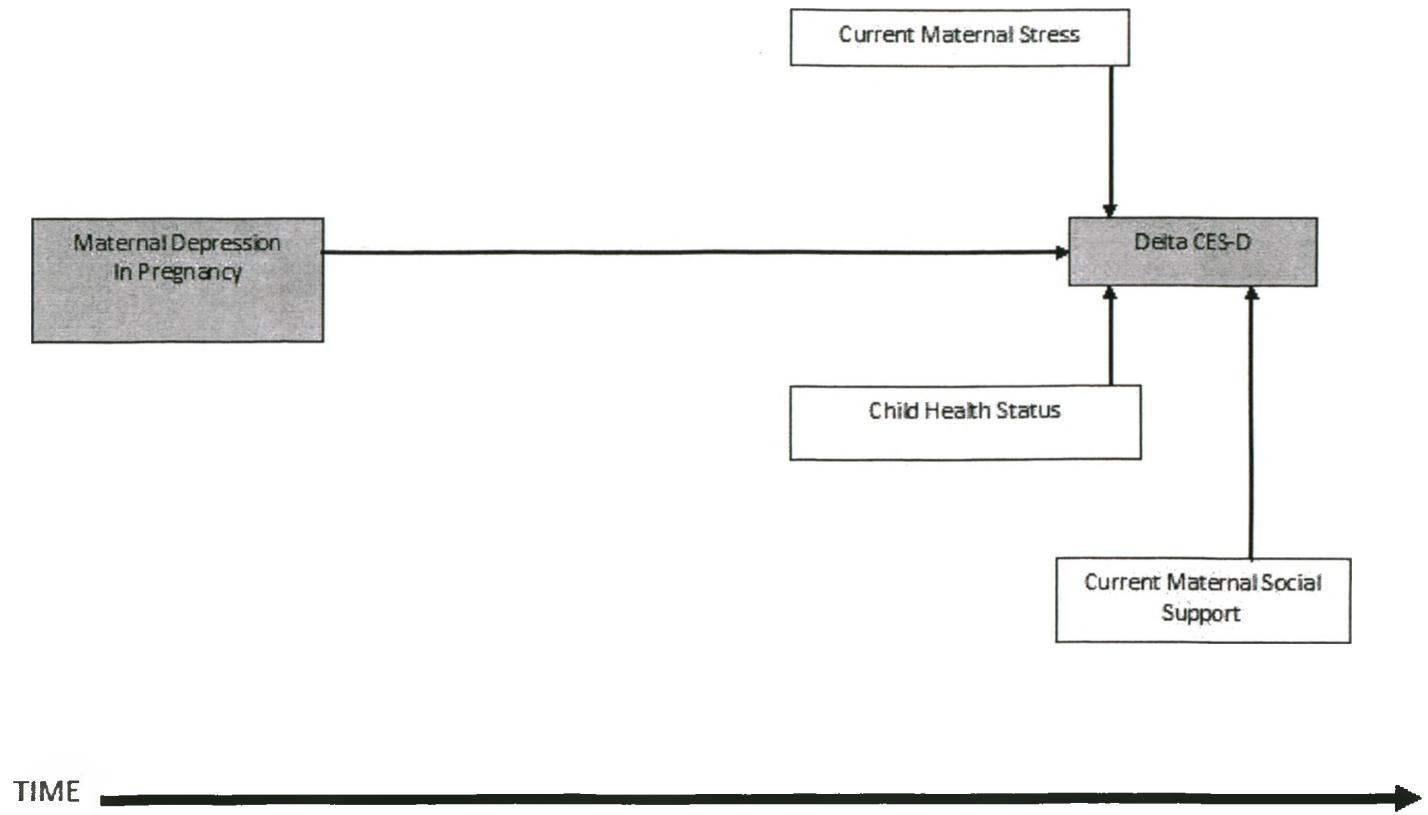 Current Maternal Stress
Maternal Depression
In Pregnancy
Delta CES-D
Child Health Status
Current Maternal Social
Support
TIME